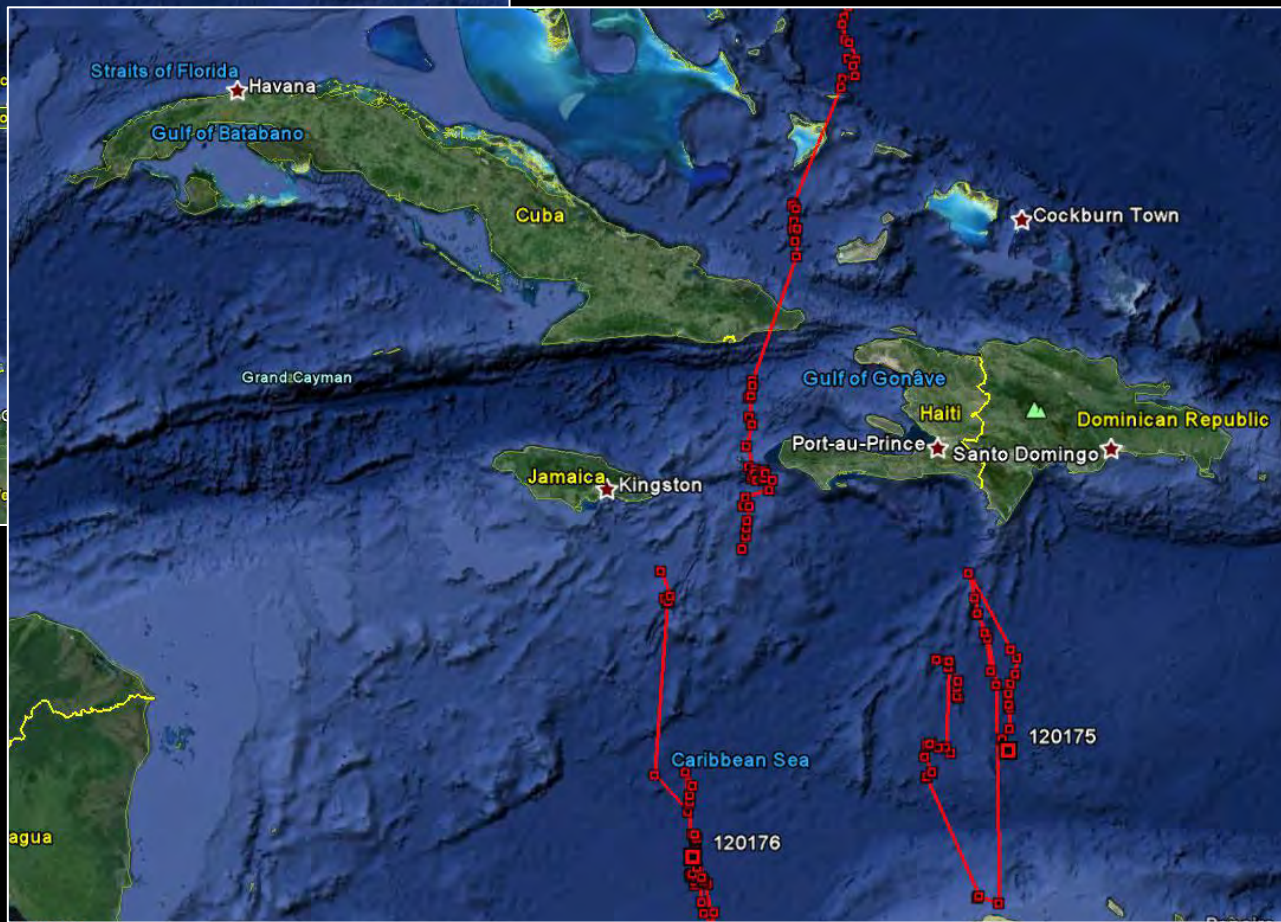 Straits of Florida
Havana
Gulf of Batabano
Cuba
Cockburn Town
Grand Cayman
Gulf of Gonâve
Haiti
Dominican Republic
Port-au-Prince
Santo Domingo
Jamaica
Kingston
120175
Caribbean Sea
agua
120176